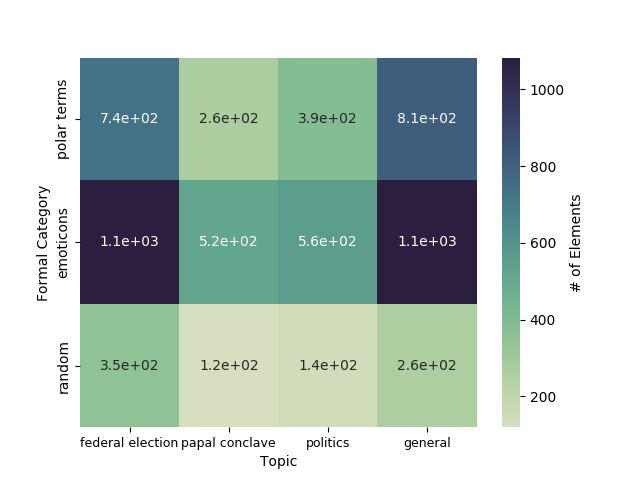 polar terms
7.4e+02 2.6e+02 3.9e+02 8.1e+02
emoticons
1.1e+03 5.2e+02 5.6e+02 1.1e+03
random
3.5e+02 1.2e+02 1.4e+02 2.6e+02
Formal Category
federal election papal conclave politics general
Topic
1000
800
600
400
200
# of Elements